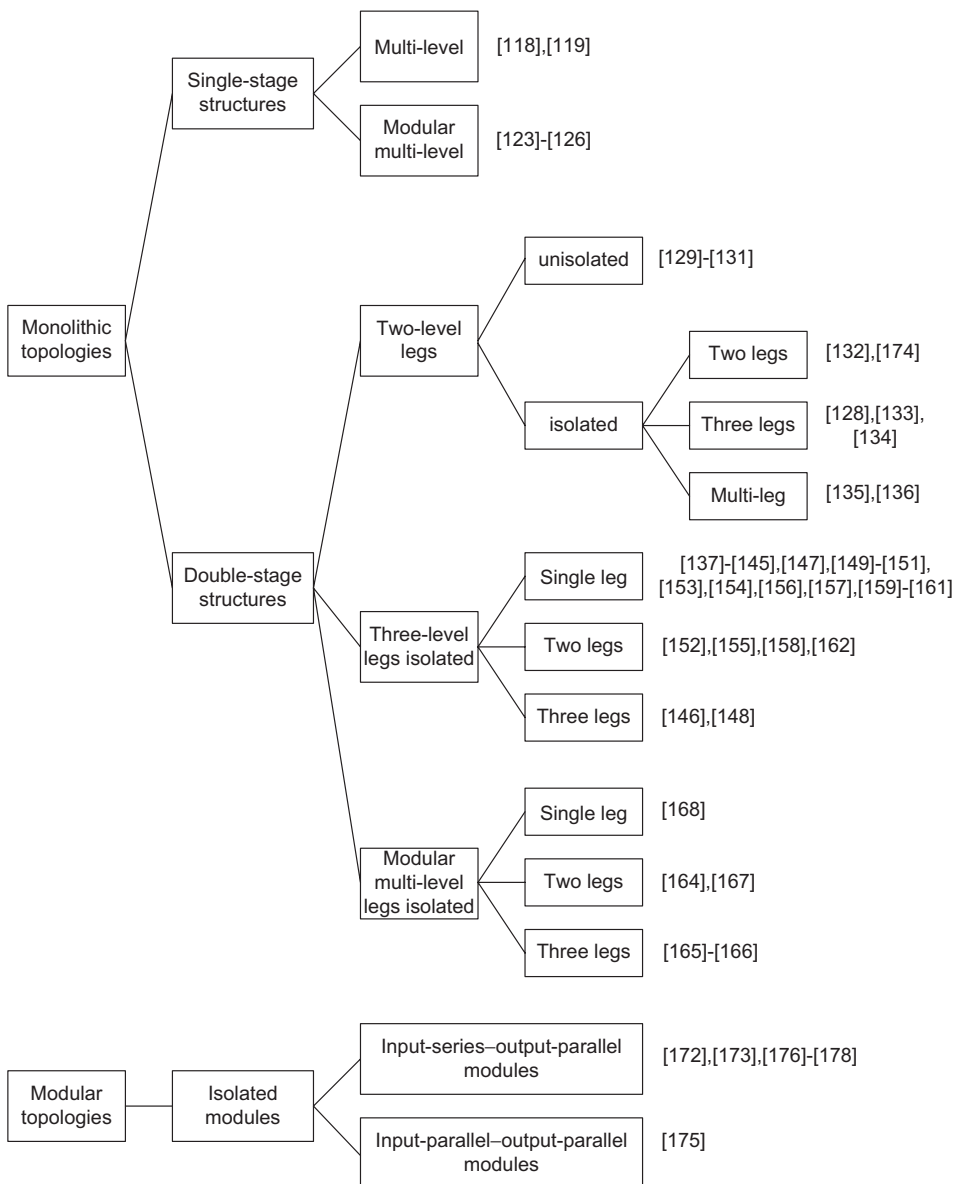 Multi-level
[118],[119]
Single-stage
structures
Modular
multi-level
[123]-[126]
unisolated
[129]-[131]
Monolithic
topologies
Two-level
legs
Two legs
[132],[174]
isolated
Three legs
[128],[133],
[134]
Multi-leg
[135],[136]
Double-stage
structures
Single leg
[137]-[145],[147],[149]-[151],
[153],[154],[156],[157],[159]-[161]
Three-level
legs isolated
Two legs
[152],[155],[158],[162]
Three legs
[146],[148]
Single leg
[168]
Modular
multi-level
legs isolated
Two legs
[164],[167]
Three legs
[165]-[166]
Input-series–output-parallel
modules
[172],[173],[176]-[178]
Modular
topologies
Isolated
modules
Input-parallel–output-parallel
modules
[175]